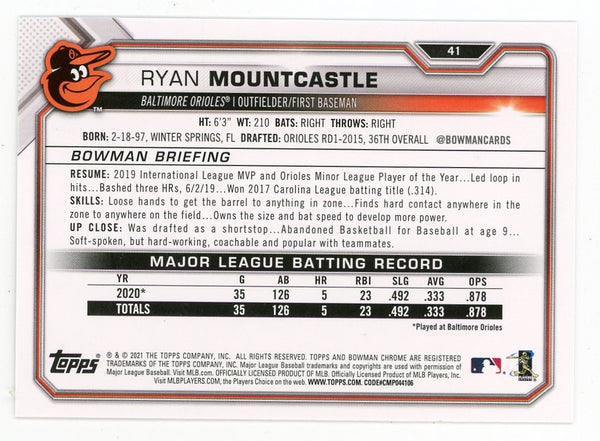 41
RYAN MOUNTCASTLE
BALTIMORE ORIOLES® | OUTFIELDER/FIRST BASEMAN
HT: 6'3" WT: 210 BATS: RIGHT THROWS: RIGHT
BORN: 2-18-97, WINTER SPRINGS, FL DRAFTED: ORIOLES RD1-2015, 36TH OVERALL @BOWMANCARDS
BOWMAN BRIEFING
RESUME: 2019 International League MVP and Orioles Minor League Player of the Year...Led loop in
hits...Bashed three HRs, 6/2/19...Won 2017 Carolina League batting title (.314).
SKILLS: Loose hands to get the barrel to anything in zone...Finds hard contact anywhere in the
zone to anywhere on the field...Owns the size and bat speed to develop more power.
UP CLOSE: Was drafted as a shortstop...Abandoned Basketball for Baseball at age 9...
Soft-spoken, but hard-working, coachable and popular with teammates.
MAJOR LEAGUE BATTING RECORD
YR G AB HR RBI SLG AVG OPS
2020* 35 126 5 23 .492 .333 .878
TOTALS 35 126 5 23 .492 .333 .878
*Played at Baltimore Orioles
Topps
® & © 2021 THE TOPPS COMPANY, INC. ALL RIGHTS RESERVED. TOPPS AND BOWMAN CHROME ARE REGISTERED
TRADEMARKS OF THE TOPPS COMPANY, INC. Major League Baseball trademarks and copyrights are used with permission of
Major League Baseball. Visit MLB.com. OFFICIALLY LICENSED PRODUCT OF MLB Official Licensed Product of MLB Players, Inc.
Visit MLBPLAYERS.com, the Players Choice on the web. WWW.TOPPS.COM. CODE#CMP044106